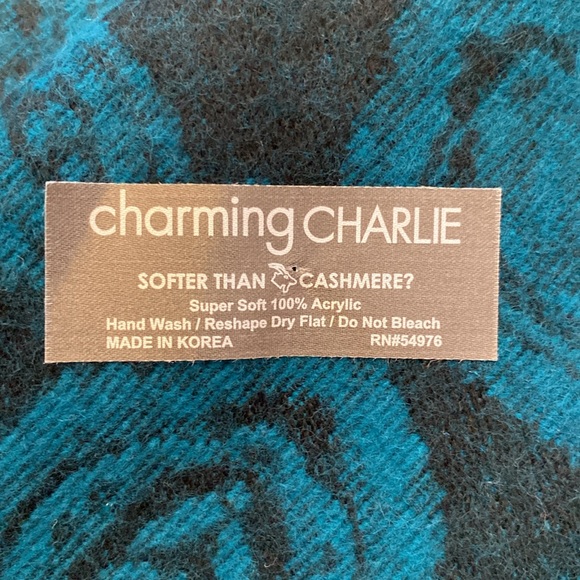 charming CHARLIE
SOFTER THAN CASHMERE?
Super Soft 100% Acrylic
Hand Wash / Reshape Dry Flat / Do Not Bleach
MADE IN KOREA RN#54976